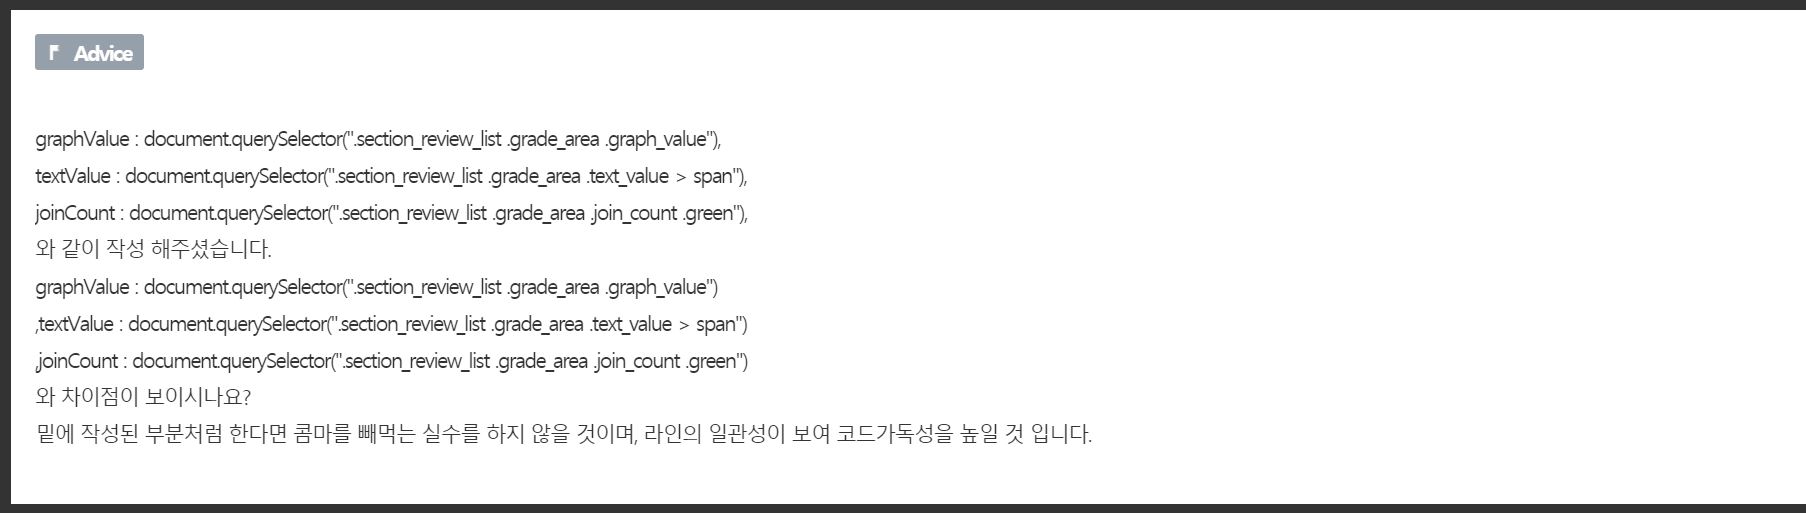 Advice
graphValue : document.querySelector(".section_review_list .grade_area .graph_value"),
textValue : document.querySelector(".section_review_list .grade_area .text_value > span"),
joinCount : document.querySelector(".section_review_list .grade_area .join_count .green"),
와 같이 작성 해주셨습니다.
graphValue : document.querySelector(".section_review_list .grade_area .graph_value")
,textValue : document.querySelector(".section_review_list .grade_area .text_value > span")
,joinCount : document.querySelector(".section_review_list .grade_area .join_count .green")
와 차이점이 보이시나요?
밑에 작성된 부분처럼 한다면 콤마를 빼먹는 실수를 하지 않을 것이며, 라인의 일관성이 보여 코드가독성을 높일 것 입니다.